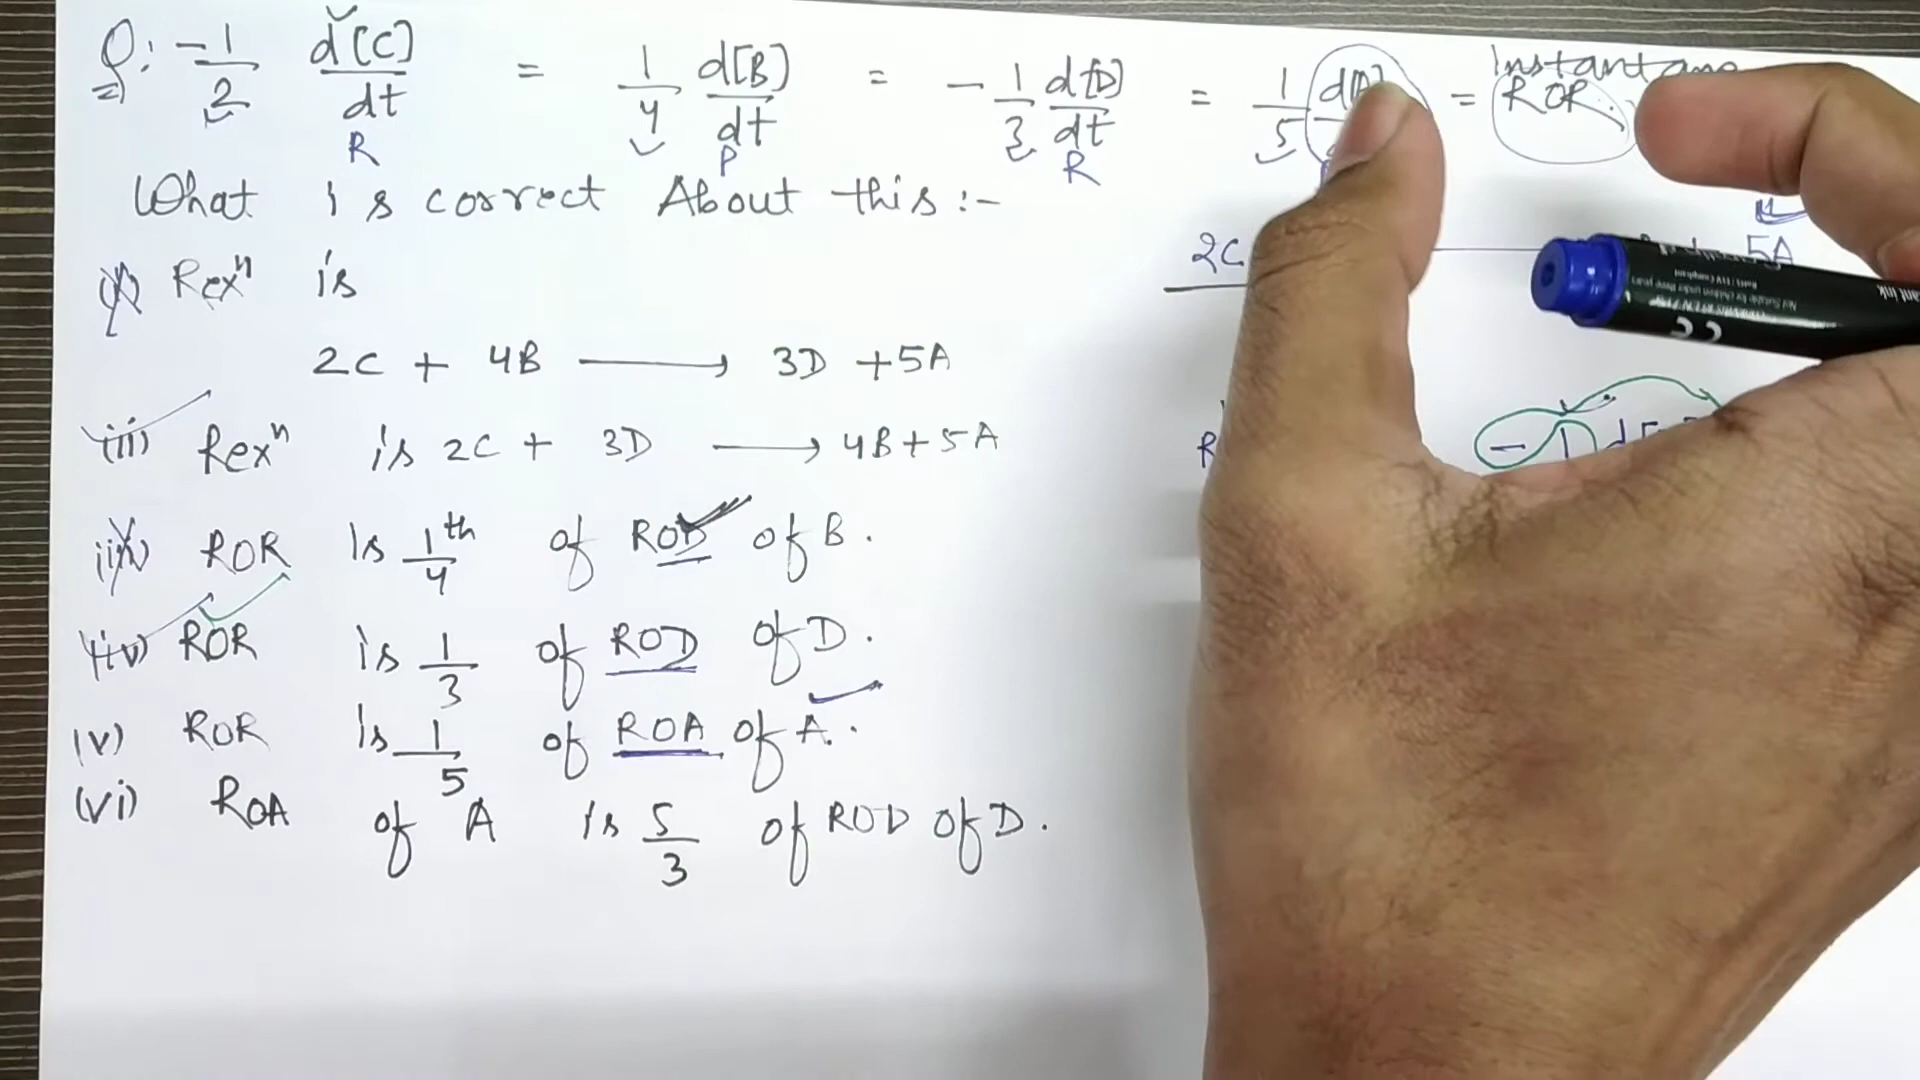 Q: -1/2 d[C]/dt = 1/4 d[B]/dt = -1/3 d[D]/dt = 1/5 d[A] = ROR.
R P R
What is correct About this :-
(i) Rexⁿ is
2C + 4B ⟶ 3D + 5A
(ii) Rexⁿ is 2C + 3D ⟶ 4B + 5A
(iii) ROR Is 1/4 th of ROD of B.
(iv) ROR is 1/3 of ROD of D.
(v) ROR Is 1/5 of ROA of A.
(vi) ROA of A Is 5/3 of ROD of D.
2C
5A
R
- 1 d